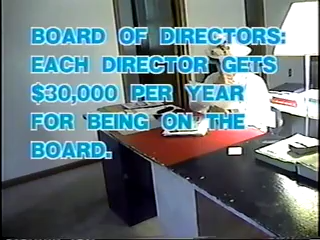 BOARD OF DIRECTORS:
EACH DIRECTOR GETS
$30,000 PER YEAR
FOR BEING ON THE
BOARD.